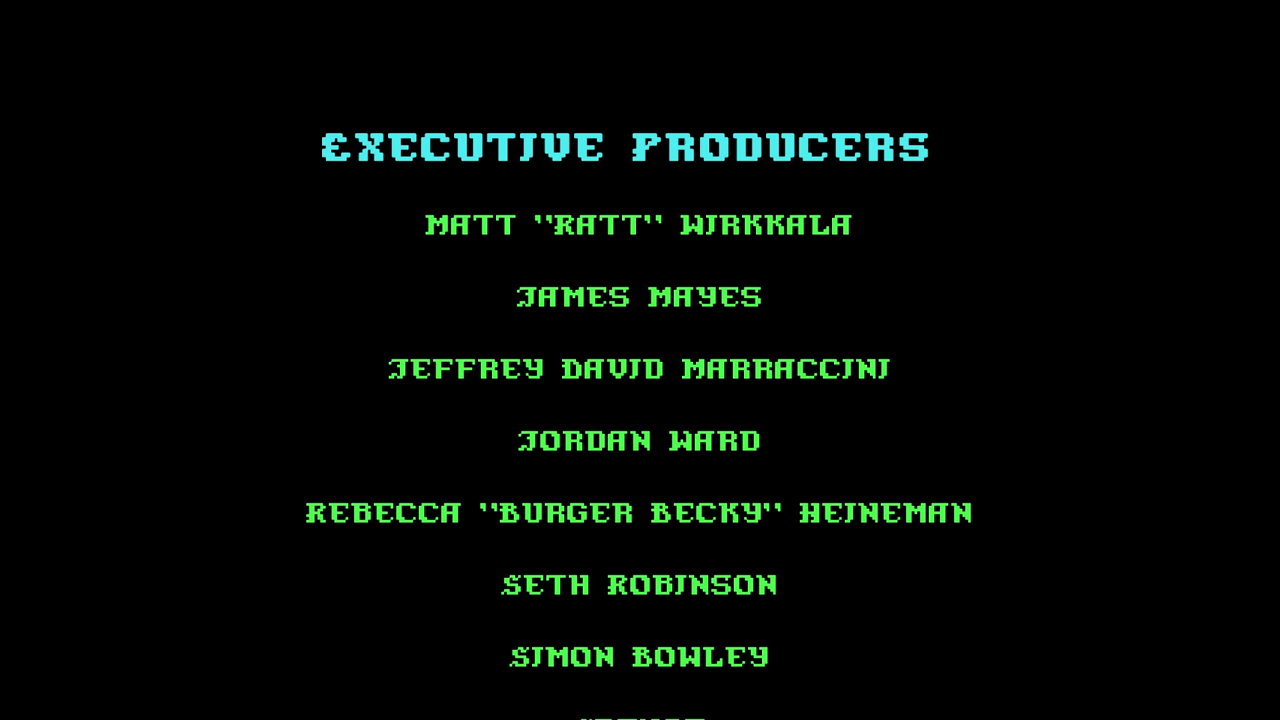 EXECUTIVE PRODUCERS
MATT "RATT" WIRKKALA
JAMES MAYES
JEFFREY DAVID MARRACCINI
JORDAN WARD
REBECCA "BURGER BECKY" HEINEMAN
SETH ROBINSON
SIMON BOWLEY